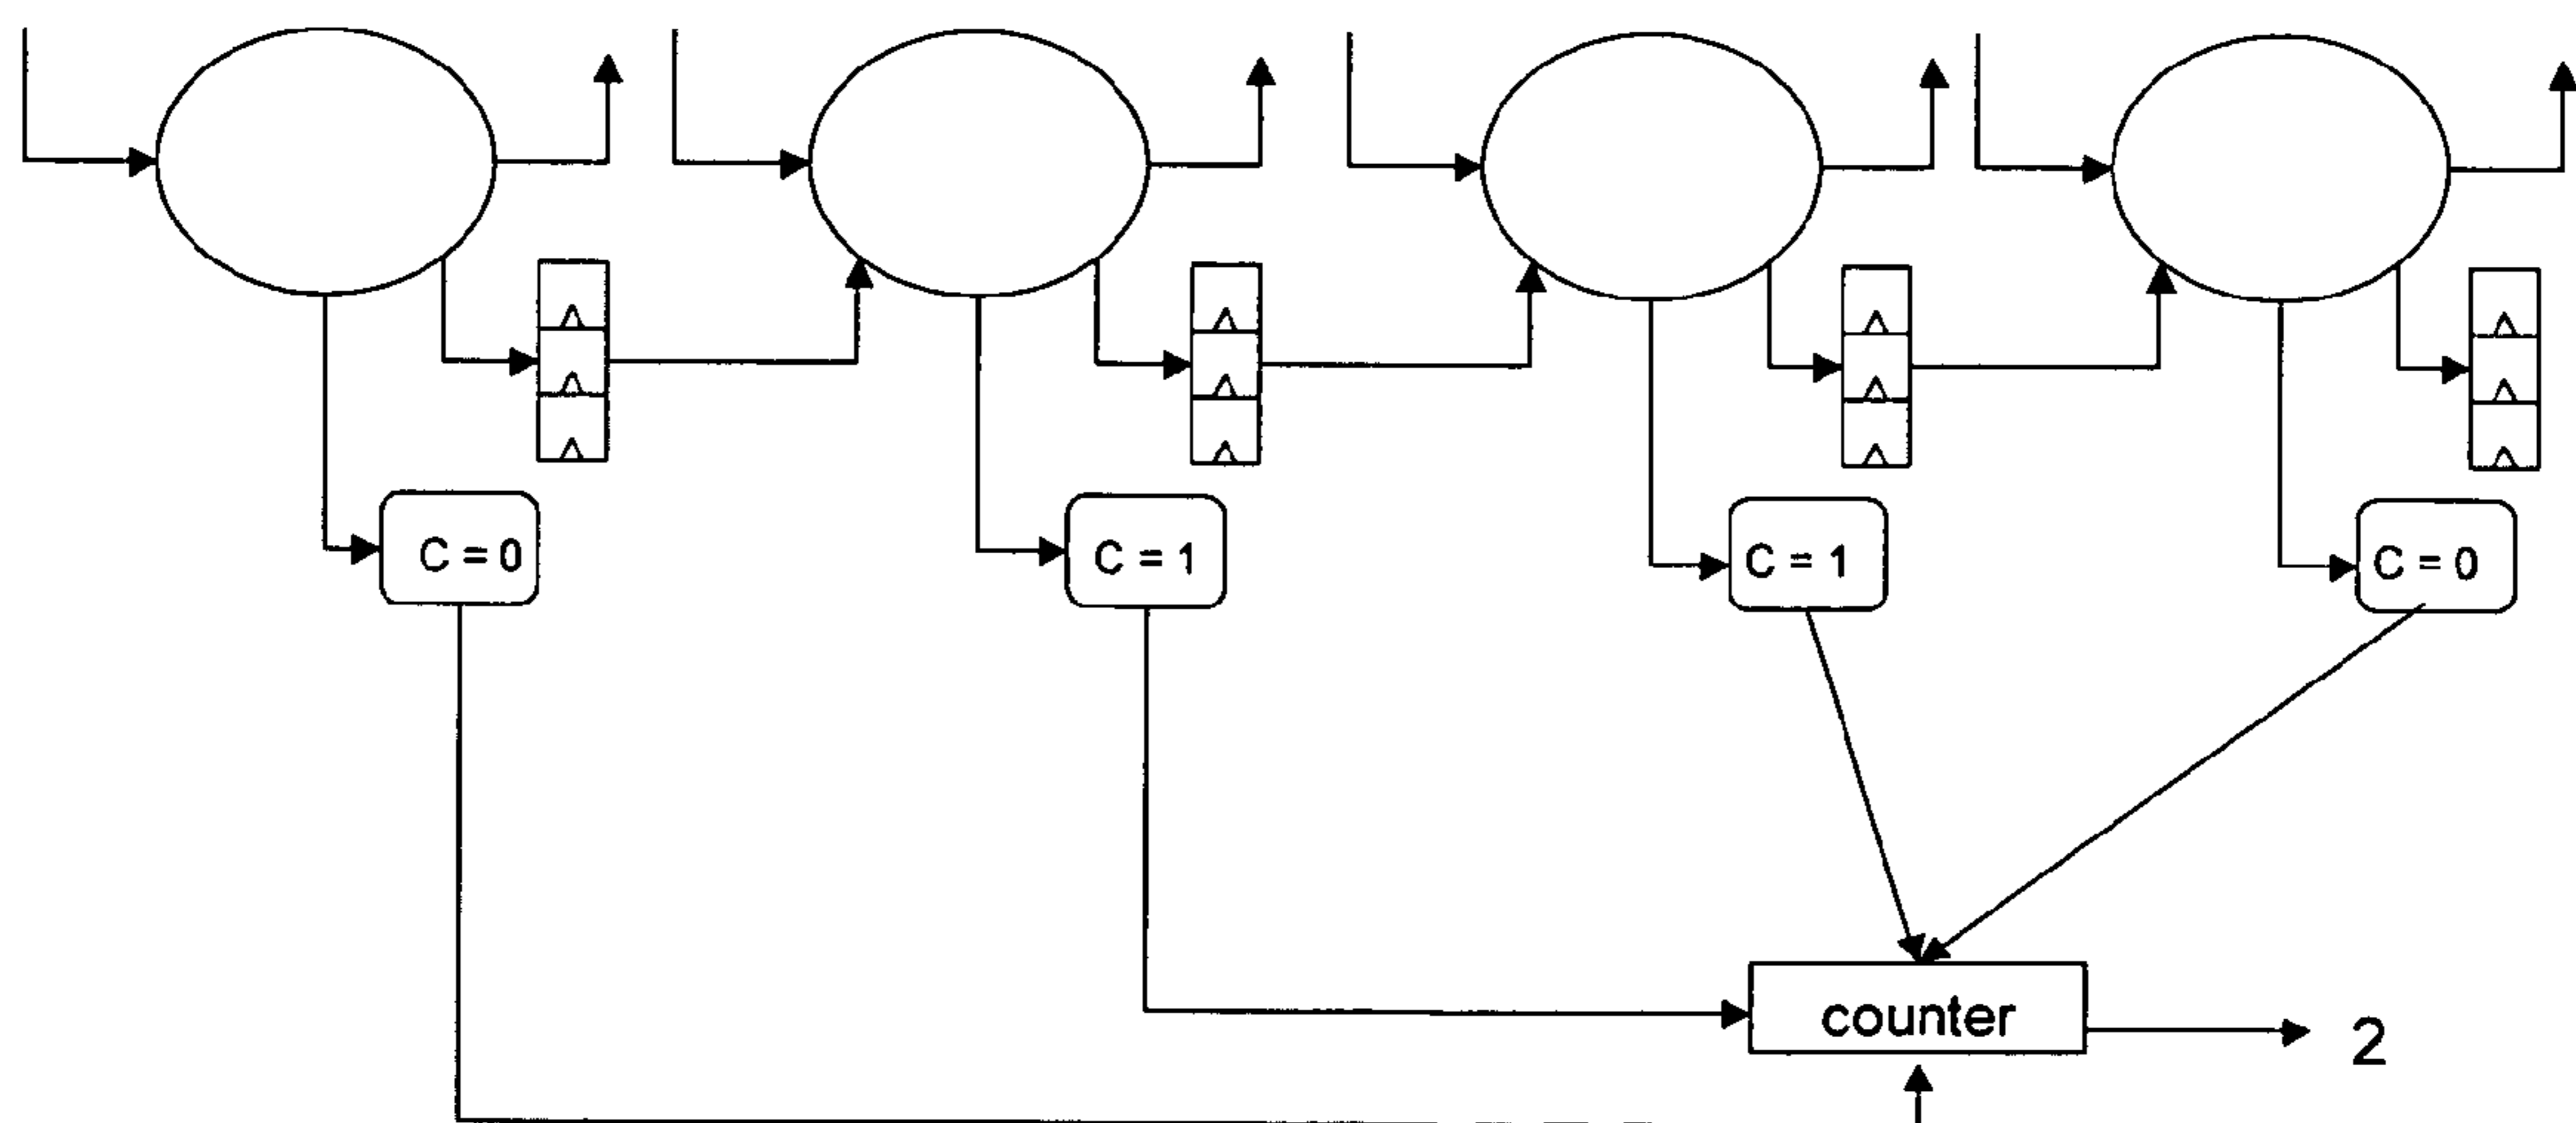 C = 0
C = 1
C = 1
C = 0
counter
2